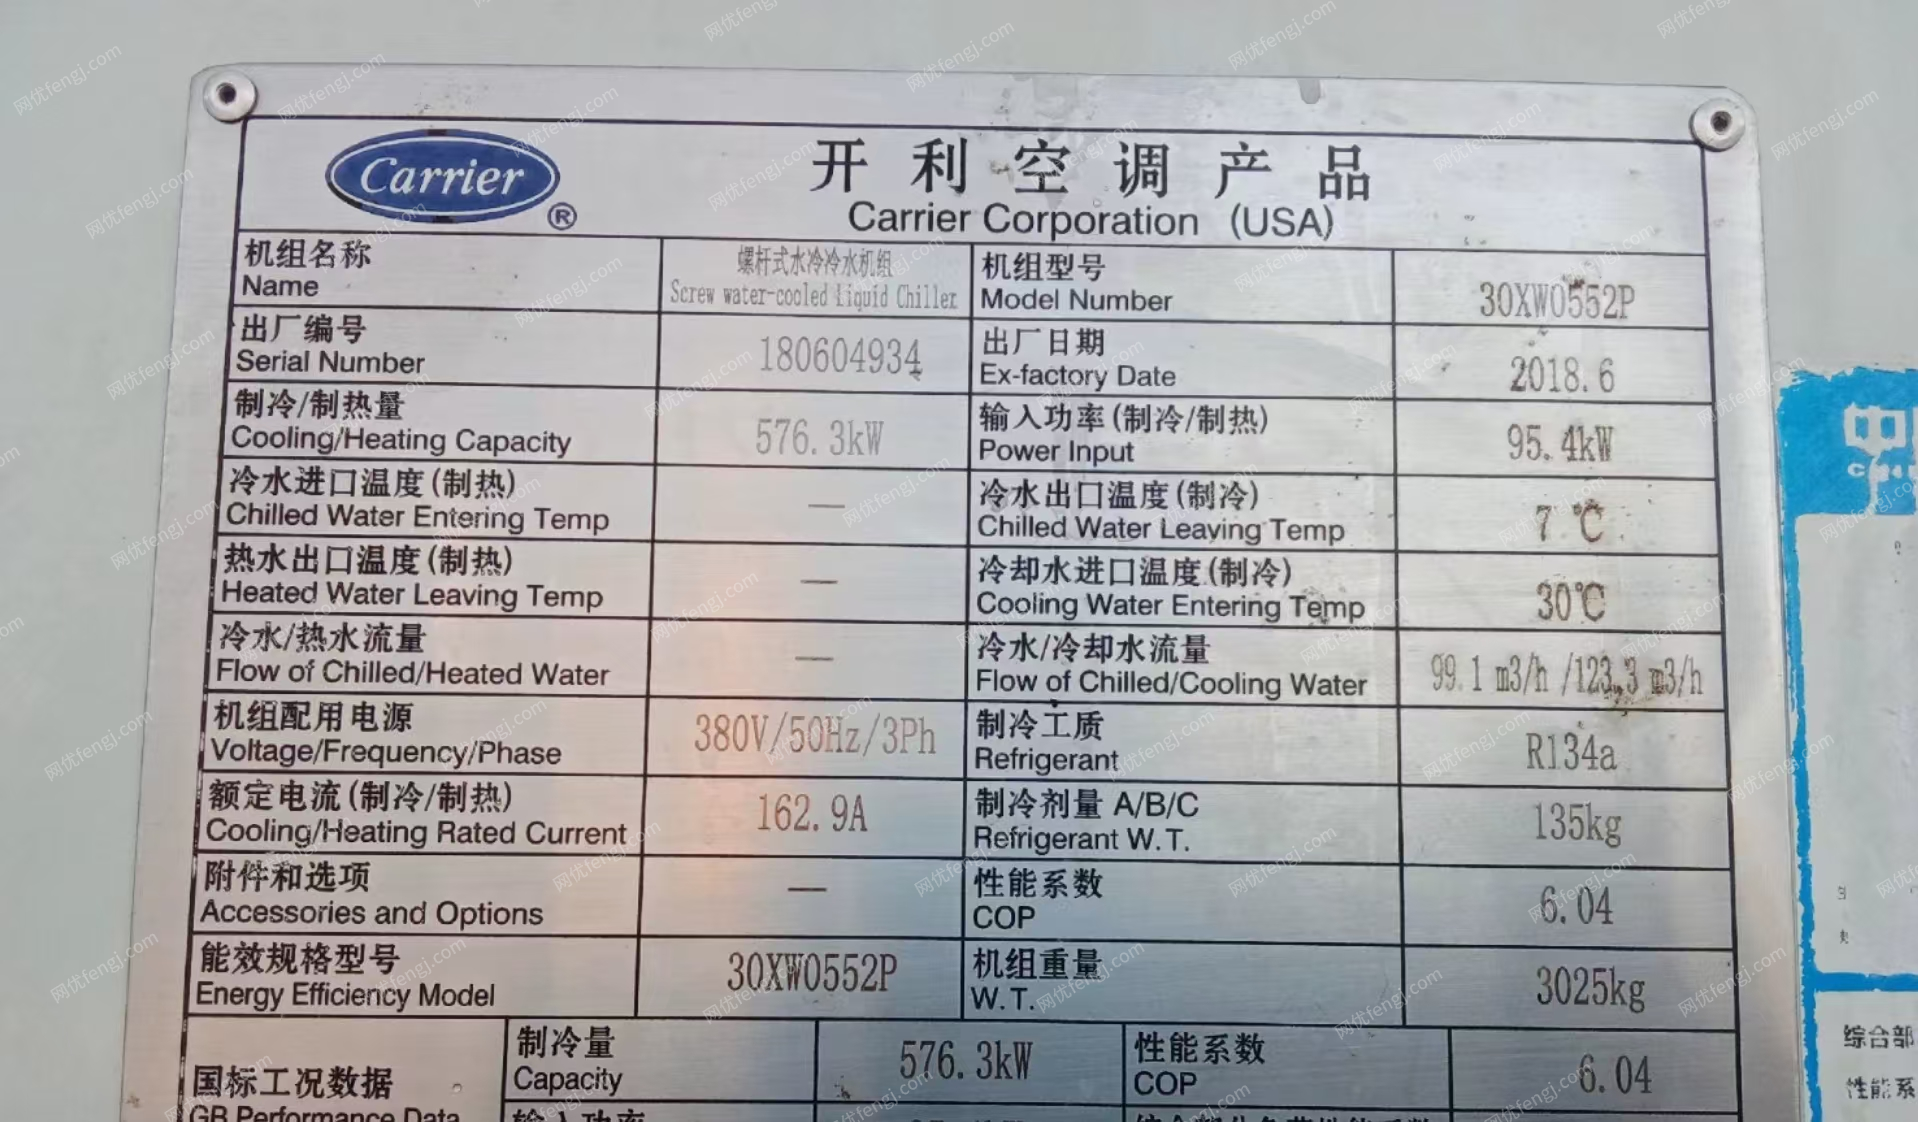 Carrier
®
开利空调产品
Carrier Corporation (USA)
机组名称
Name
螺杆式水冷冷水机组
Screw water-cooled Liquid Chiller
机组型号
Model Number
30XW0552P
出厂编号
Serial Number
180604934
出厂日期
Ex-factory Date
2018.6
制冷/制热量
Cooling/Heating Capacity
576.3kW
输入功率(制冷/制热)
Power Input
95.4kW
冷水进口温度(制热)
Chilled Water Entering Temp
—
冷水出口温度(制冷)
Chilled Water Leaving Temp
7℃
热水出口温度(制热)
Heated Water Leaving Temp
—
冷却水进口温度(制冷)
Cooling Water Entering Temp
30℃
冷水/热水流量
Flow of Chilled/Heated Water
—
冷水/冷却水流量
Flow of Chilled/Cooling Water
99.1 m3/h /123.3 m3/h
机组配用电源
Voltage/Frequency/Phase
380V/50Hz/3Ph
制冷工质
Refrigerant
R134a
额定电流(制冷/制热)
Cooling/Heating Rated Current
162.9A
制冷剂量 A/B/C
Refrigerant W.T.
135kg
附件和选项
Accessories and Options
—
性能系数
COP
6.04
能效规格型号
Energy Efficiency Model
30XW0552P
机组重量
W.T.
3025kg
国标工况数据
GB Performance Data
制冷量
Capacity
576.3kW
性能系数
COP
6.04
输入功率
综合部
性能系
网优fengj.com